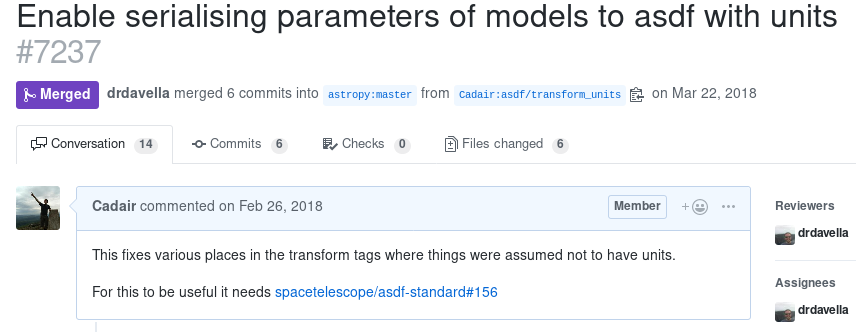 Enable serialising parameters of models to asdf with units
#7237
Merged drdavella merged 6 commits into astropy:master from Cadair:asdf/transform_units on Mar 22, 2018
Conversation 14 Commits 6 Checks 0 Files changed 6
Cadair commented on Feb 26, 2018 Member
This fixes various places in the transform tags where things were assumed not to have units.
For this to be useful it needs spacetelescope/asdf-standard#156
Reviewers
drdavella
Assignees
drdavella